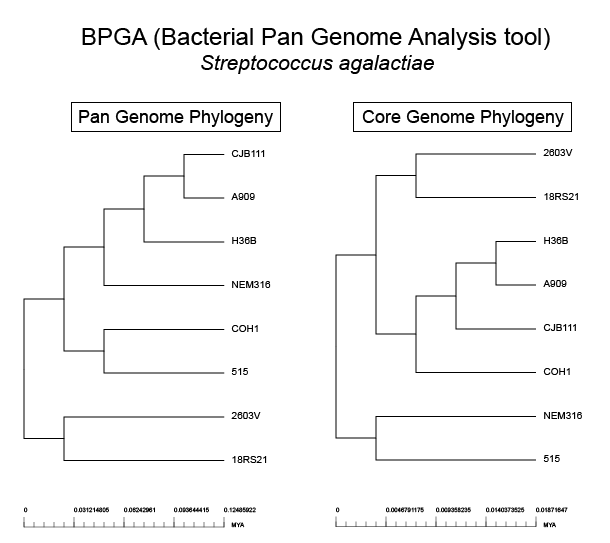 BPGA (Bacterial Pan Genome Analysis tool)
Streptococcus agalactiae
Pan Genome Phylogeny
CJB111
A909
H36B
NEM316
COH1
515
2603V
18RS21
0 0.031214805 0.06242961 0.093644415 0.12485922
MYA
Core Genome Phylogeny
2603V
18RS21
H36B
A909
CJB111
COH1
NEM316
515
0 0.0046791175 0.009358235 0.0140373525 0.01871647
MYA